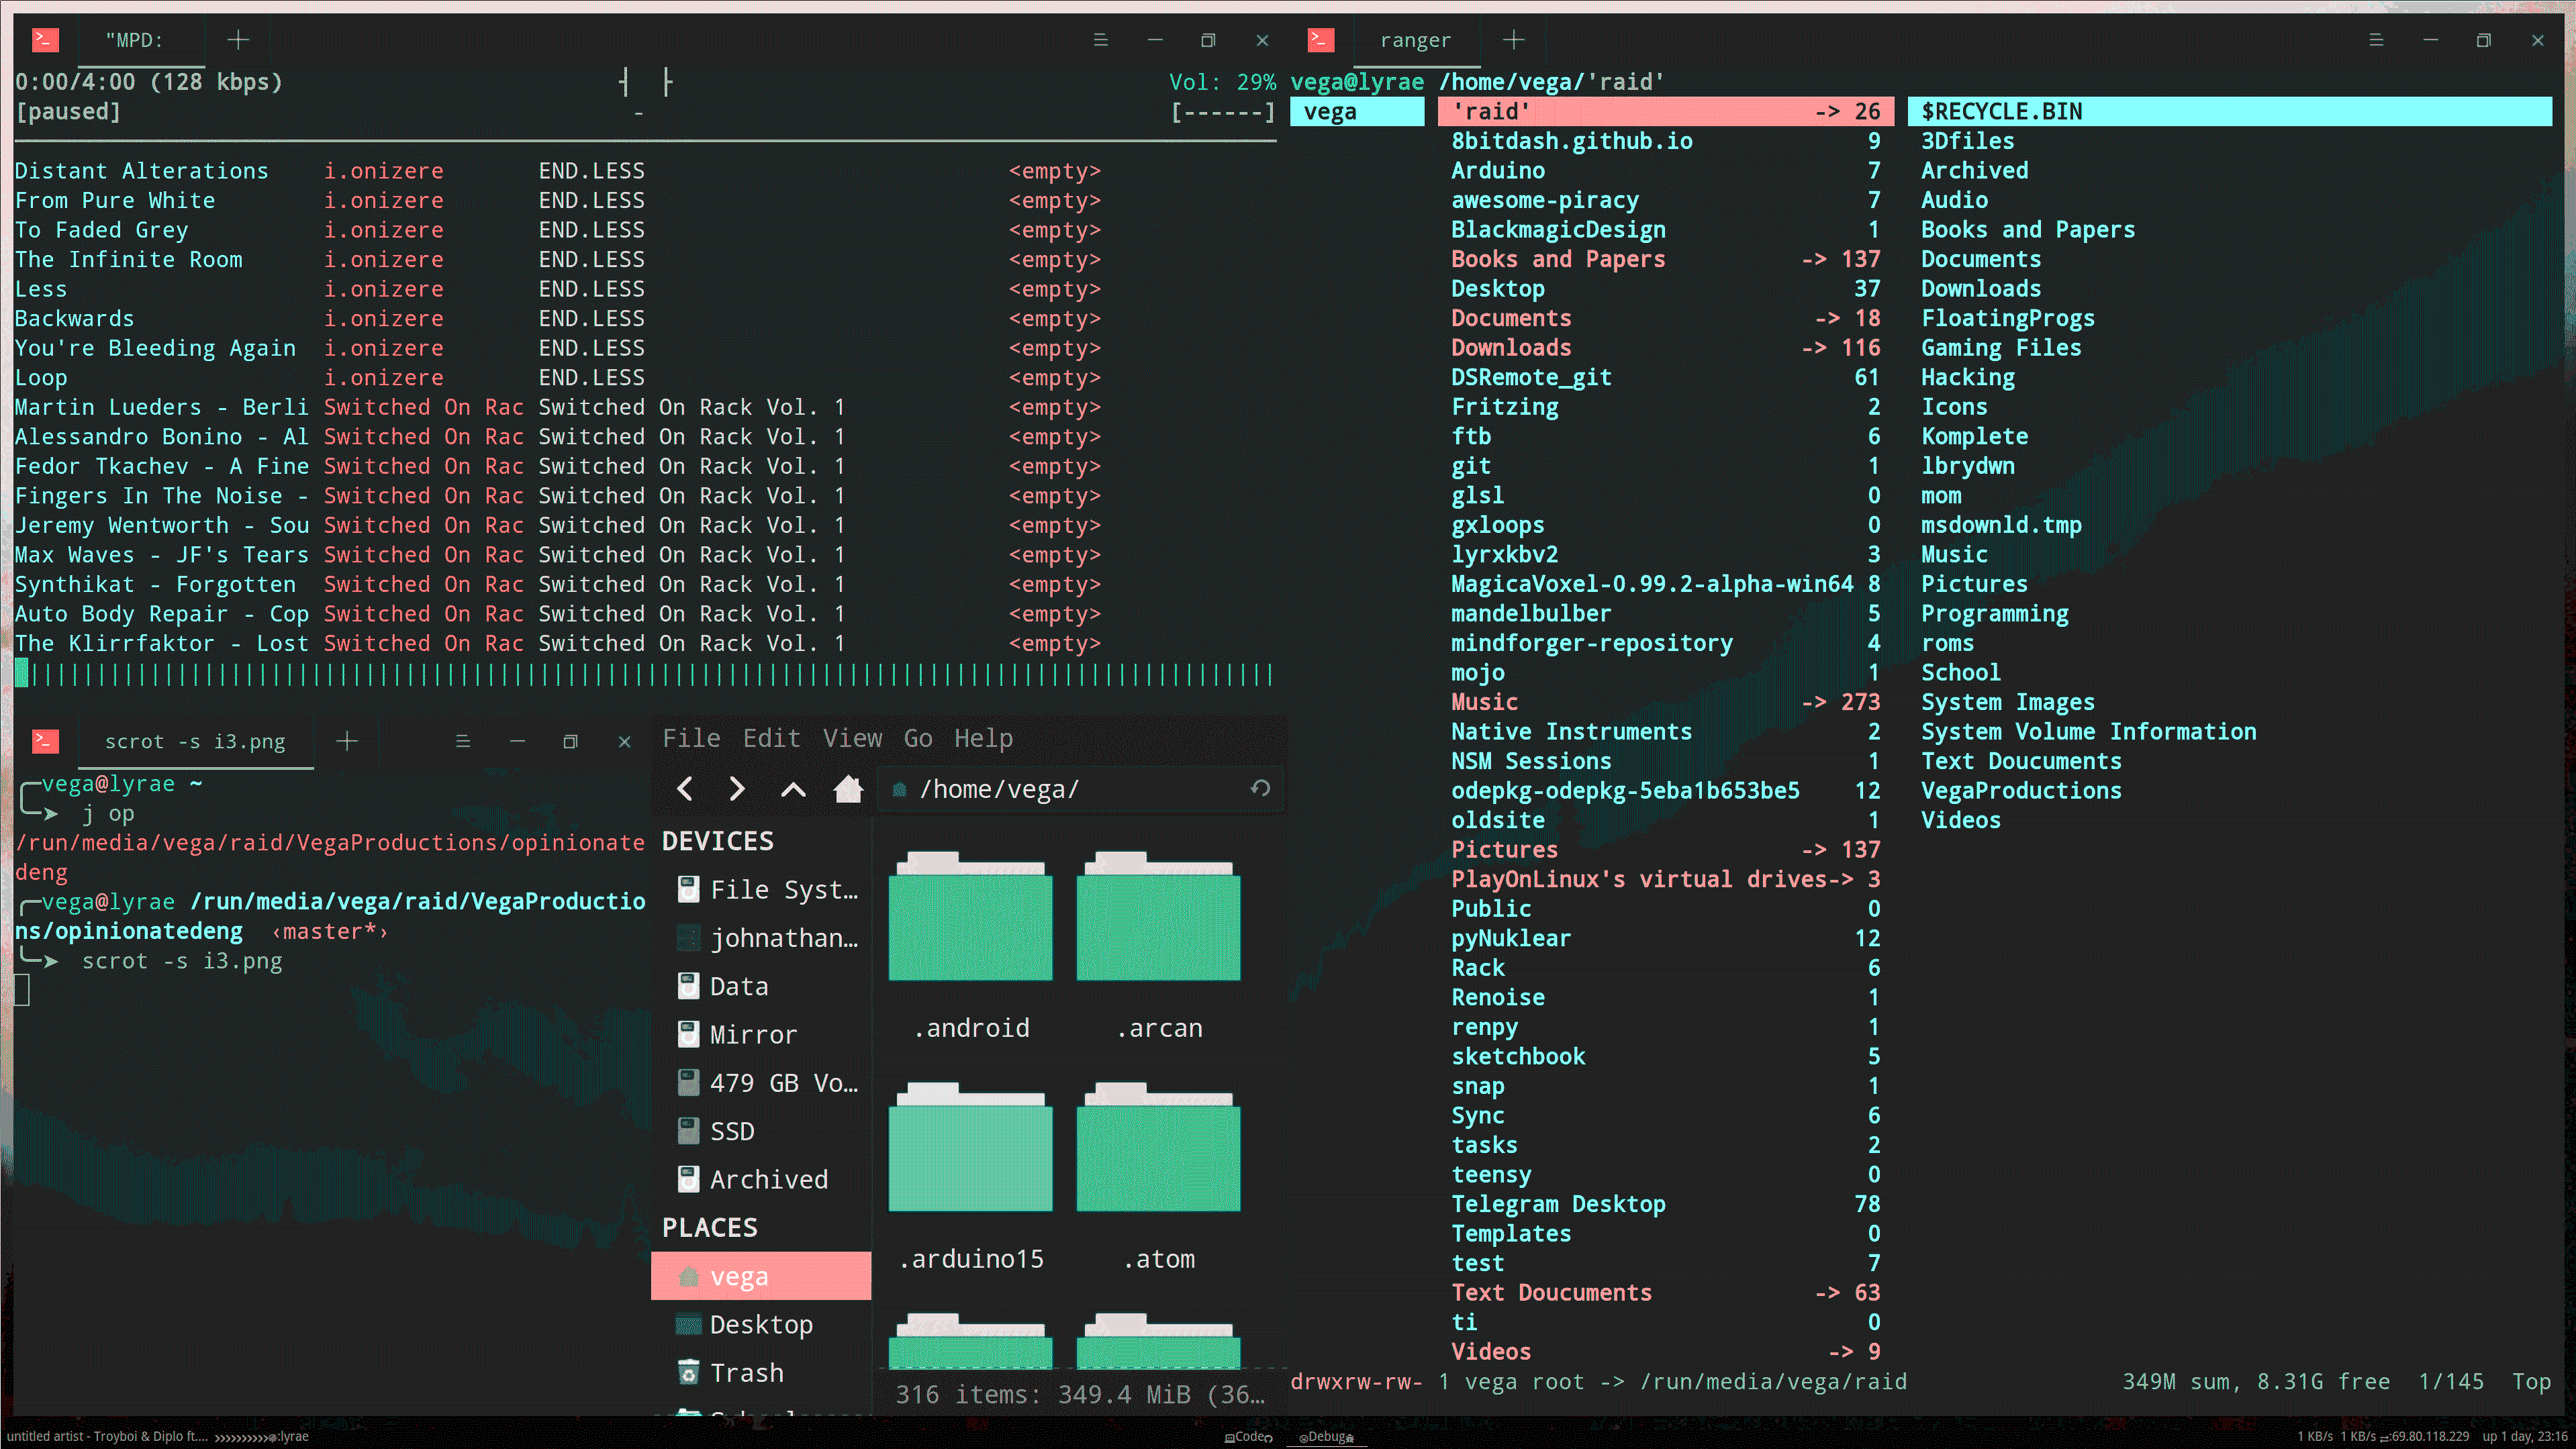 "MPD:
0:00/4:00 (128 kbps) Vol: 29%
[paused] - [------]
Distant Alterations i.onizere END.LESS <empty>
From Pure White i.onizere END.LESS <empty>
To Faded Grey i.onizere END.LESS <empty>
The Infinite Room i.onizere END.LESS <empty>
Less i.onizere END.LESS <empty>
Backwards i.onizere END.LESS <empty>
You're Bleeding Again i.onizere END.LESS <empty>
Loop i.onizere END.LESS <empty>
Martin Lueders - Berli Switched On Rac Switched On Rack Vol. 1 <empty>
Alessandro Bonino - Al Switched On Rac Switched On Rack Vol. 1 <empty>
Fedor Tkachev - A Fine Switched On Rac Switched On Rack Vol. 1 <empty>
Fingers In The Noise - Switched On Rac Switched On Rack Vol. 1 <empty>
Jeremy Wentworth - Sou Switched On Rac Switched On Rack Vol. 1 <empty>
Max Waves - JF's Tears Switched On Rac Switched On Rack Vol. 1 <empty>
Synthikat - Forgotten Switched On Rac Switched On Rack Vol. 1 <empty>
Auto Body Repair - Cop Switched On Rac Switched On Rack Vol. 1 <empty>
The Klirrfaktor - Lost Switched On Rac Switched On Rack Vol. 1 <empty>
scrot -s i3.png
vega@lyrae ~
j op
/run/media/vega/raid/VegaProductions/opinionate
deng
vega@lyrae /run/media/vega/raid/VegaProductio
ns/opinionatedeng ‹master*›
scrot -s i3.png
File Edit View Go Help
/home/vega/
DEVICES
File Syst…
johnathan…
Data
Mirror
479 GB Vo…
SSD
Archived
PLACES
vega
Desktop
Trash
.android .arcan
.arduino15 .atom
316 items: 349.4 MiB (36…
ranger
vega@lyrae /home/vega/'raid'
vega
'raid' -> 26
8bitdash.github.io 9
Arduino 7
awesome-piracy 7
BlackmagicDesign 1
Books and Papers -> 137
Desktop 37
Documents -> 18
Downloads -> 116
DSRemote_git 61
Fritzing 2
ftb 6
git 1
glsl 0
gxloops 0
lyrxkbv2 3
MagicaVoxel-0.99.2-alpha-win64 8
mandelbulber 5
mindforger-repository 4
mojo 1
Music -> 273
Native Instruments 2
NSM Sessions 1
odepkg-odepkg-5eba1b653be5 12
oldsite 1
Pictures -> 137
PlayOnLinux's virtual drives-> 3
Public 0
pyNuklear 12
Rack 6
Renoise 1
renpy 1
sketchbook 5
snap 1
Sync 6
tasks 2
teensy 0
Telegram Desktop 78
Templates 0
test 7
Text Doucuments -> 63
ti 0
Videos -> 9
$RECYCLE.BIN
3Dfiles
Archived
Audio
Books and Papers
Documents
Downloads
FloatingProgs
Gaming Files
Hacking
Icons
Komplete
lbrydwn
mom
msdownld.tmp
Music
Pictures
Programming
roms
School
System Images
System Volume Information
Text Doucuments
VegaProductions
Videos
drwxrw-rw- 1 vega root -> /run/media/vega/raid 349M sum, 8.31G free 1/145 Top
untitled artist - Troyboi & Diplo ft.... :lyrae
Code Debug
1 KB/s 1 KB/s :69.80.118.229 up 1 day, 23:16